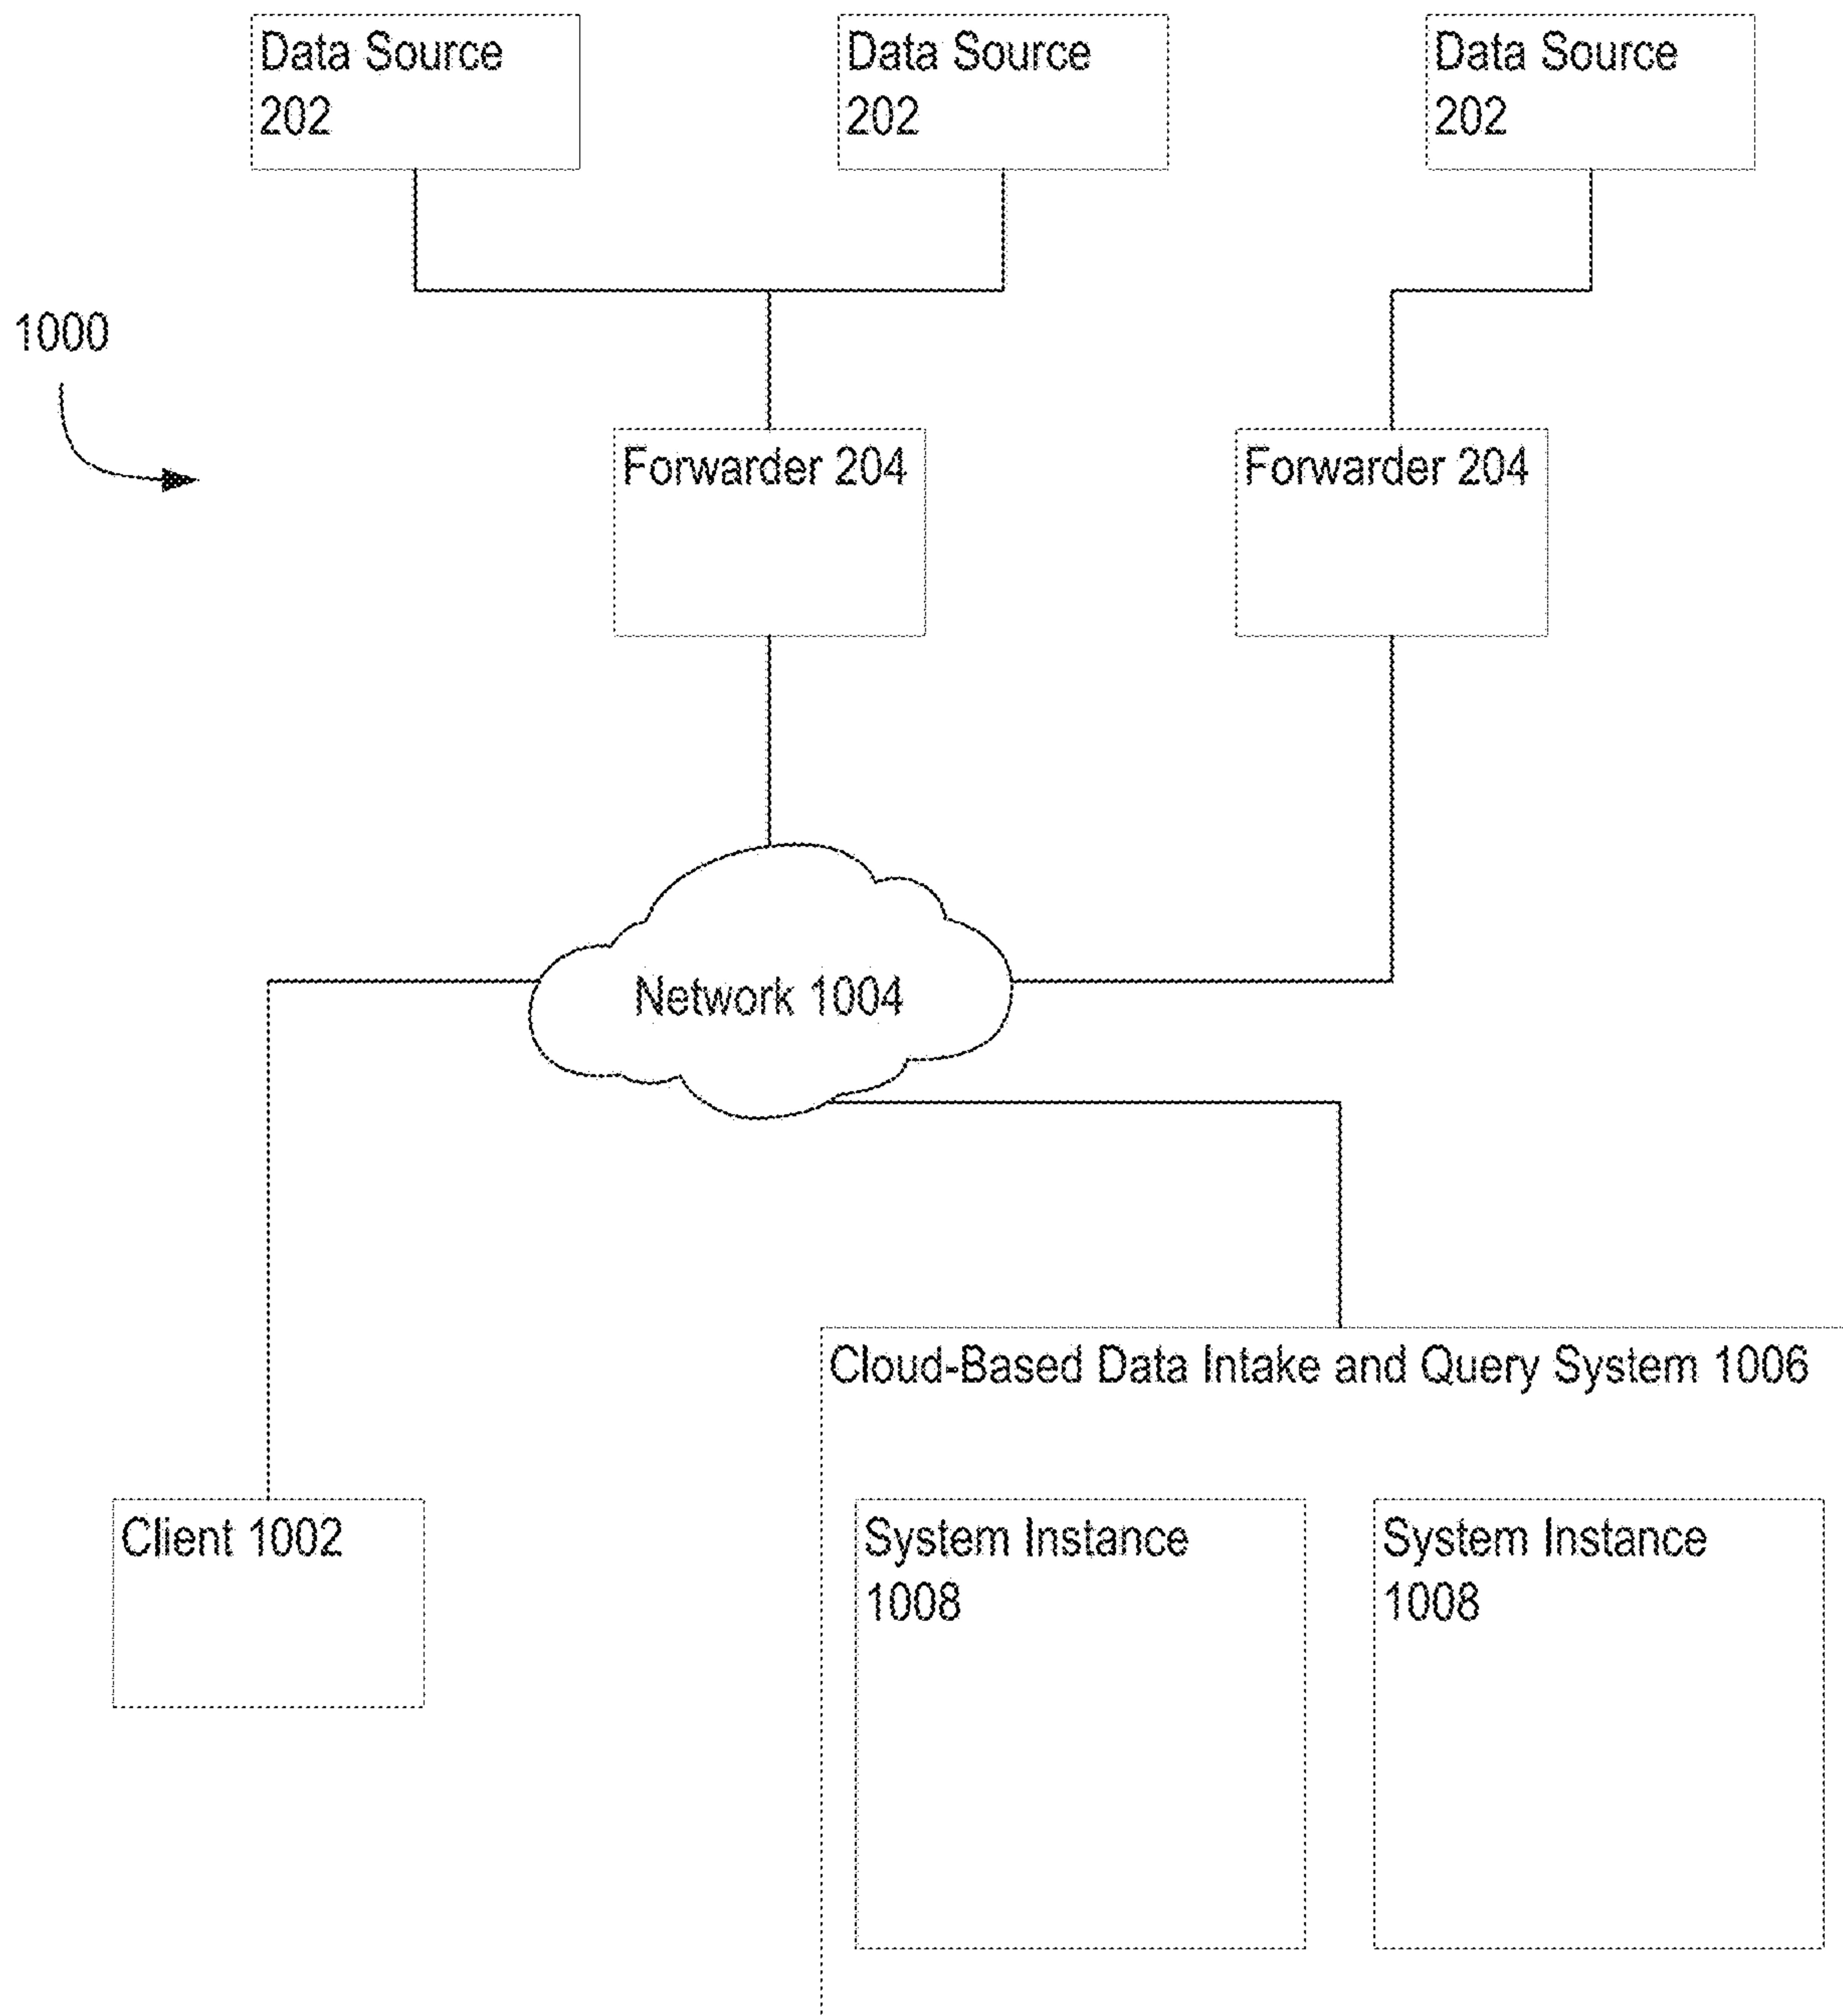 Data Source
202
Data Source
202
Data Source
202
1000
Forwarder 204
Forwarder 204
Network 1004
Cloud-Based Data Intake and Query System 1006
Client 1002
System Instance
1008
System Instance
1008